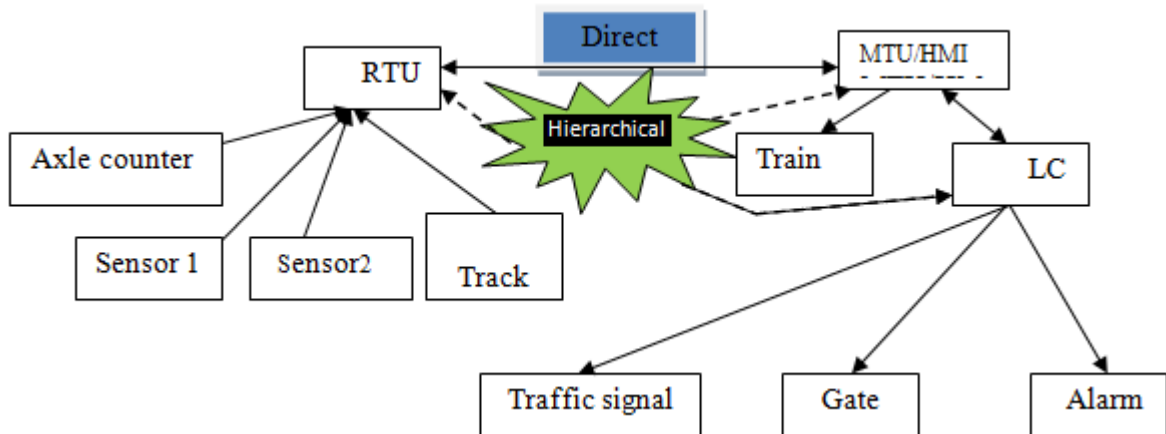 Direct
RTU
MTU/HMI
Hierarchical
Axle counter
Train
LC
Sensor 1
Sensor2
Track
Traffic signal
Gate
Alarm